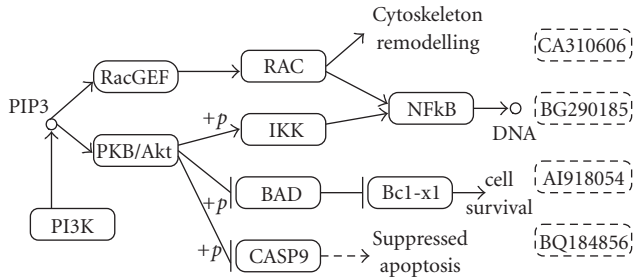 Cytoskeleton
remodelling
CA310606
RacGEF
RAC
PIP3
+p
NFkB
BG290185
DNA
PKB/Akt
IKK
+p
BAD
Bc1-x1
cell
survival
AI918054
PI3K
+p
CASP9
Suppressed
apoptosis
BQ184856